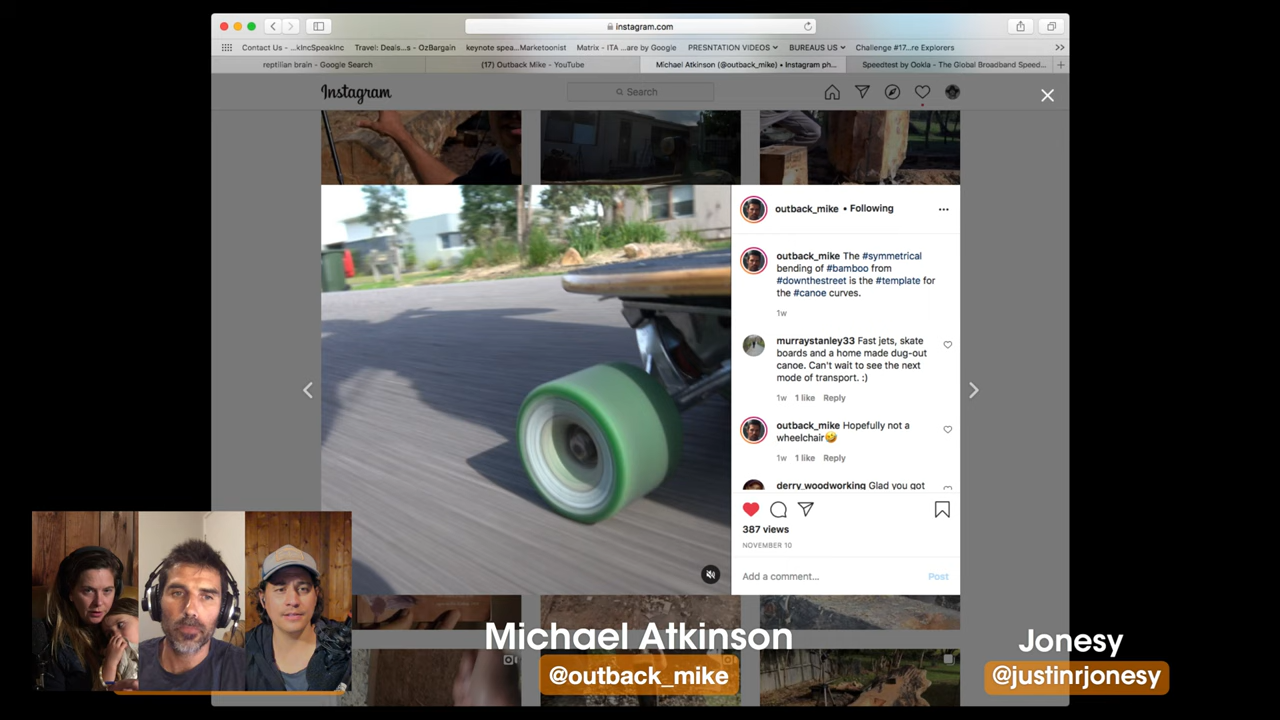 instagram.com
Contact Us - ...kIncSpeakInc
Travel: Deals...s - OzBargain
keynote spea...Marketoonist
Matrix - ITA ...are by Google
PRESNTATION VIDEOS
BUREAUS US
Challenge #17...re Explorers
reptilian brain - Google Search
(17) Outback Mike - YouTube
Michael Atkinson (@outback_mike) • Instagram ph...
Speedtest by Ookla - The Global Broadband Speed...
Instagram
Search
outback_mike • Following
outback_mike The #symmetrical
bending of #bamboo from
#downthestreet is the #template for
the #canoe curves.
1w
murraystanley33 Fast jets, skate
boards and a home made dug-out
canoe. Can't wait to see the next
mode of transport. :)
1w 1 like Reply
outback_mike Hopefully not a
wheelchair🤣
1w 1 like Reply
derry_woodworking Glad you got
387 views
NOVEMBER 10
Add a comment...
Post
Michael Atkinson
@outback_mike
Jonesy
@justinrjonesy